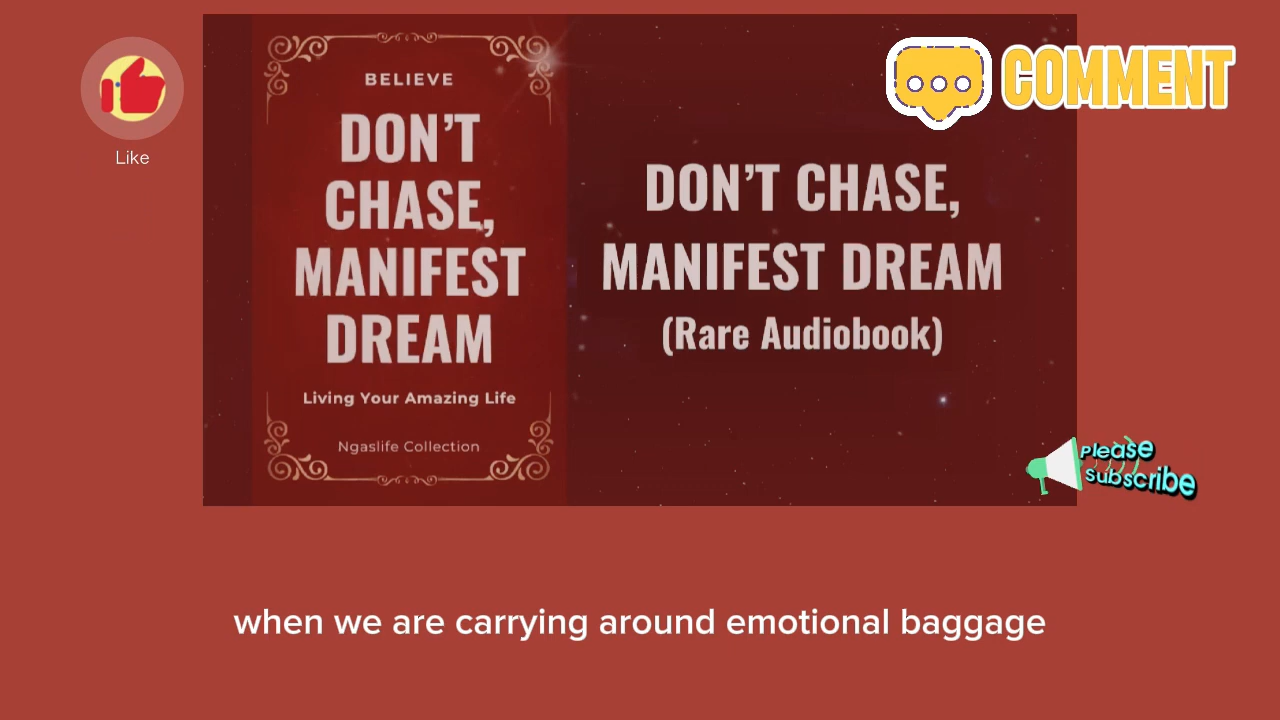 Like
COMMENT
BELIEVE
DON'T
CHASE,
MANIFEST
DREAM
Living Your Amazing Life
Ngaslife Collection
DON'T CHASE,
MANIFEST DREAM
(Rare Audiobook)
Please
Subscribe
when we are carrying around emotional baggage